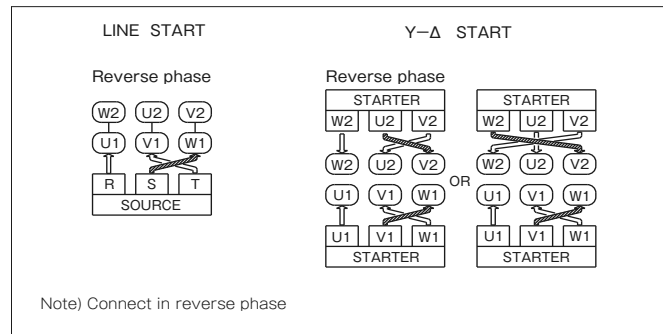 LINE START Y–Δ START
Reverse phase Reverse phase
STARTER STARTER
W2 U2 V2 W2 U2 V2 W2 U2 V2
U1 V1 W1 W2 U2 V2 W2 U2 V2
OR
R S T U1 V1 W1 U1 V1 W1
SOURCE U1 V1 W1 U1 V1 W1
STARTER STARTER
Note) Connect in reverse phase